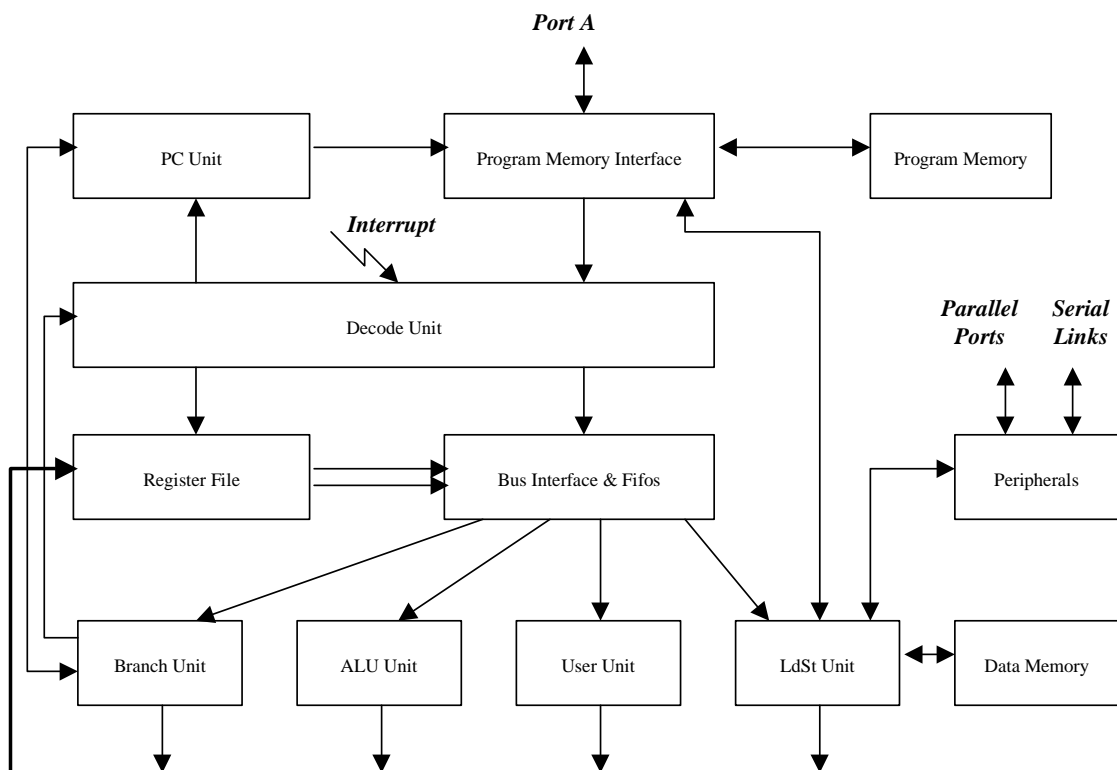 Port A
PC Unit
Program Memory Interface
Program Memory
Interrupt
Decode Unit
Parallel
Ports
Serial
Links
Register File
Bus Interface & Fifos
Peripherals
Branch Unit
ALU Unit
User Unit
LdSt Unit
Data Memory